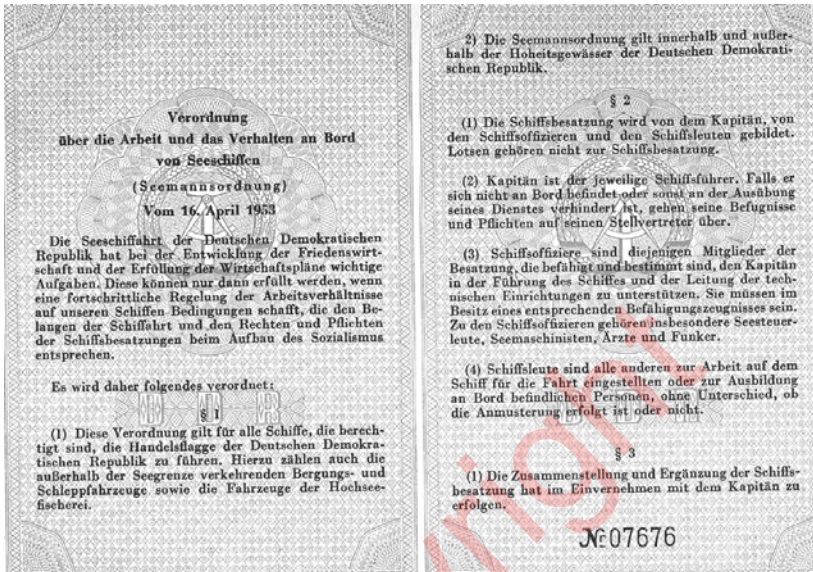 Verordnung
über die Arbeit und das Verhalten an Bord
von Seeschiffen
(Seemannsordnung)
Vom 16. April 1953
Die Seeschiffahrt der Deutschen Demokratischen
Republik hat bei der Entwicklung der Friedenswirt-
schaft und der Erfüllung der Wirtschaftspläne wichtige
Aufgaben. Diese können nur dann erfüllt werden, wenn
eine fortschrittliche Regelung der Arbeitsverhältnisse
auf unseren Schiffen Bedingungen schafft, die den Be-
langen der Schiffahrt und den Rechten und Pflichten
der Schiffsbesatzungen beim Aufbau des Sozialismus
entsprechen.
Es wird daher folgendes verordnet:
§ 1
(1) Diese Verordnung gilt für alle Schiffe, die berech-
tigt sind, die Handelsflagge der Deutschen Demokra-
tischen Republik zu führen. Hierzu zählen auch die
außerhalb der Seegrenze verkehrenden Bergungs- und
Schleppfahrzeuge sowie die Fahrzeuge der Hochsee-
fischerei.
2) Die Seemannsordnung gilt innerhalb und außer-
halb der Hoheitsgewässer der Deutschen Demokrati-
schen Republik.
§ 2
(1) Die Schiffsbesatzung wird von dem Kapitän, von
den Schiffsoffizieren und den Schiffsleuten gebildet.
Lotsen gehören nicht zur Schiffsbesatzung.
(2) Kapitän ist der jeweilige Schiffsführer. Falls er
sich nicht an Bord befindet oder sonst an der Ausübung
seines Dienstes verhindert ist, gehen seine Befugnisse
und Pflichten auf seinen Stellvertreter über.
(3) Schiffsoffiziere sind diejenigen Mitglieder der
Besatzung, die befähigt und bestimmt sind, den Kapitän
in der Führung des Schiffes und der Leitung der tech-
nischen Einrichtungen zu unterstützen. Sie müssen im
Besitz eines entsprechenden Befähigungszeugnisses sein.
Zu den Schiffsoffizieren gehören insbesondere Seesteuer-
leute, Seemaschinisten, Ärzte und Funker.
(4) Schiffsleute sind alle anderen zur Arbeit auf dem
Schiff für die Fahrt eingestellten oder zur Ausbildung
an Bord befindlichen Personen, ohne Unterschied, ob
die Anmusterung erfolgt ist oder nicht.
§ 3
(1) Die Zusammenstellung und Ergänzung der Schiffs-
besatzung hat im Einvernehmen mit dem Kapitän zu
erfolgen.
№ 07676